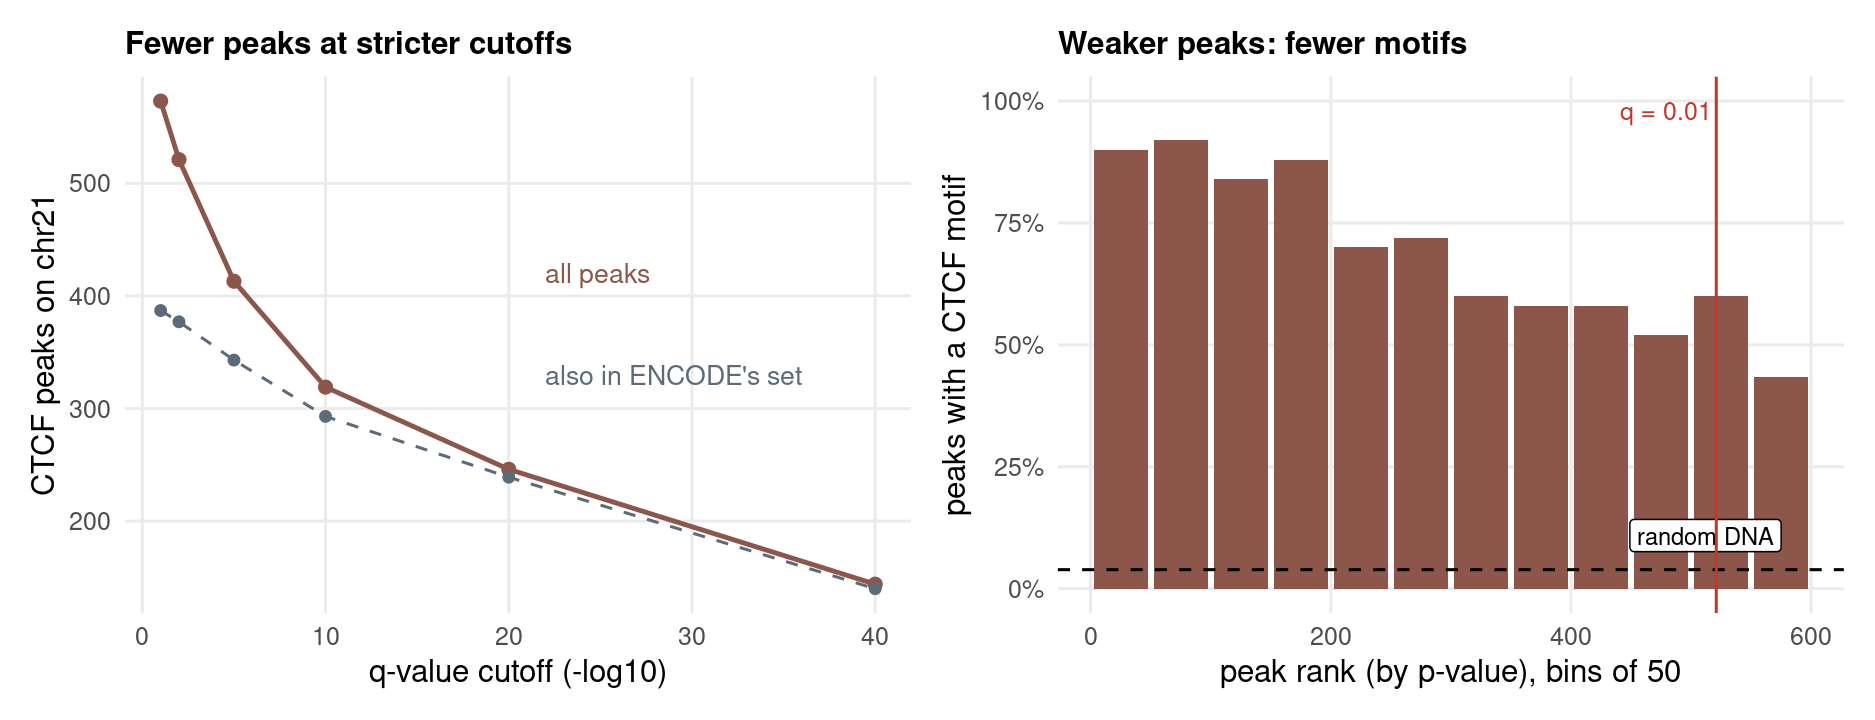 Fewer peaks at stricter cutoffs
CTCF peaks on chr21
500
400
300
200
all peaks
also in ENCODE's set
0
10
20
30
40
q-value cutoff (-log10)
Weaker peaks: fewer motifs
peaks with a CTCF motif
100%
75%
50%
25%
0%
q = 0.01
random DNA
0
200
400
600
peak rank (by p-value), bins of 50